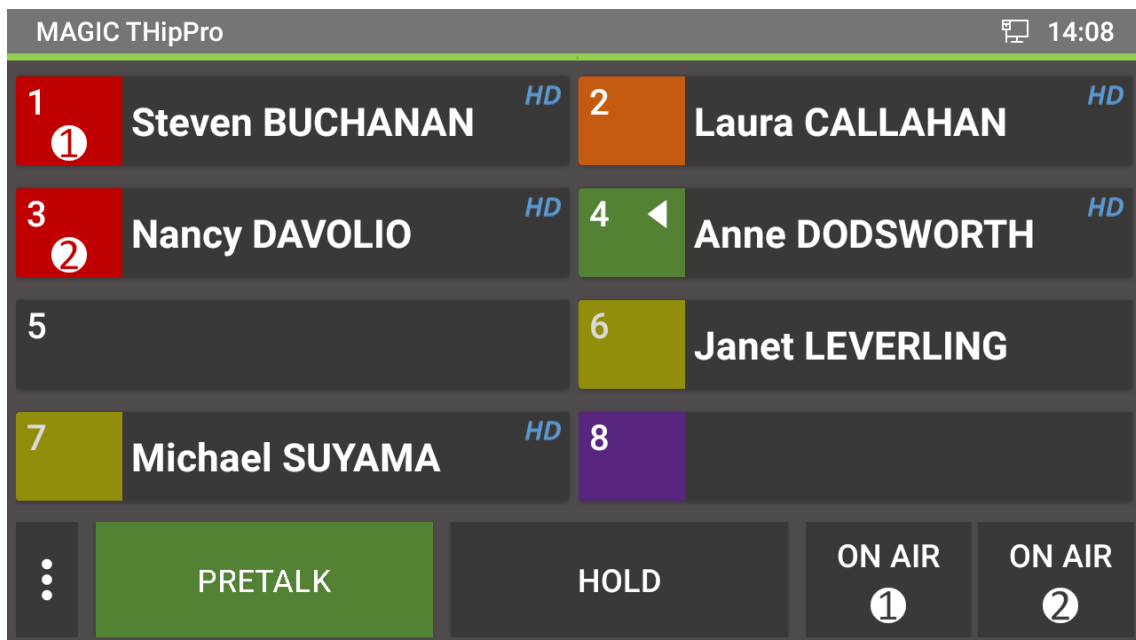 MAGIC THipPro 14:08
1 ❶ Steven BUCHANAN HD
2 Laura CALLAHAN HD
3 ❷ Nancy DAVOLIO HD
4 Anne DODSWORTH HD
5
6 Janet LEVERLING
7 Michael SUYAMA HD
8
PRETALK
HOLD
ON AIR
❶
ON AIR
❷